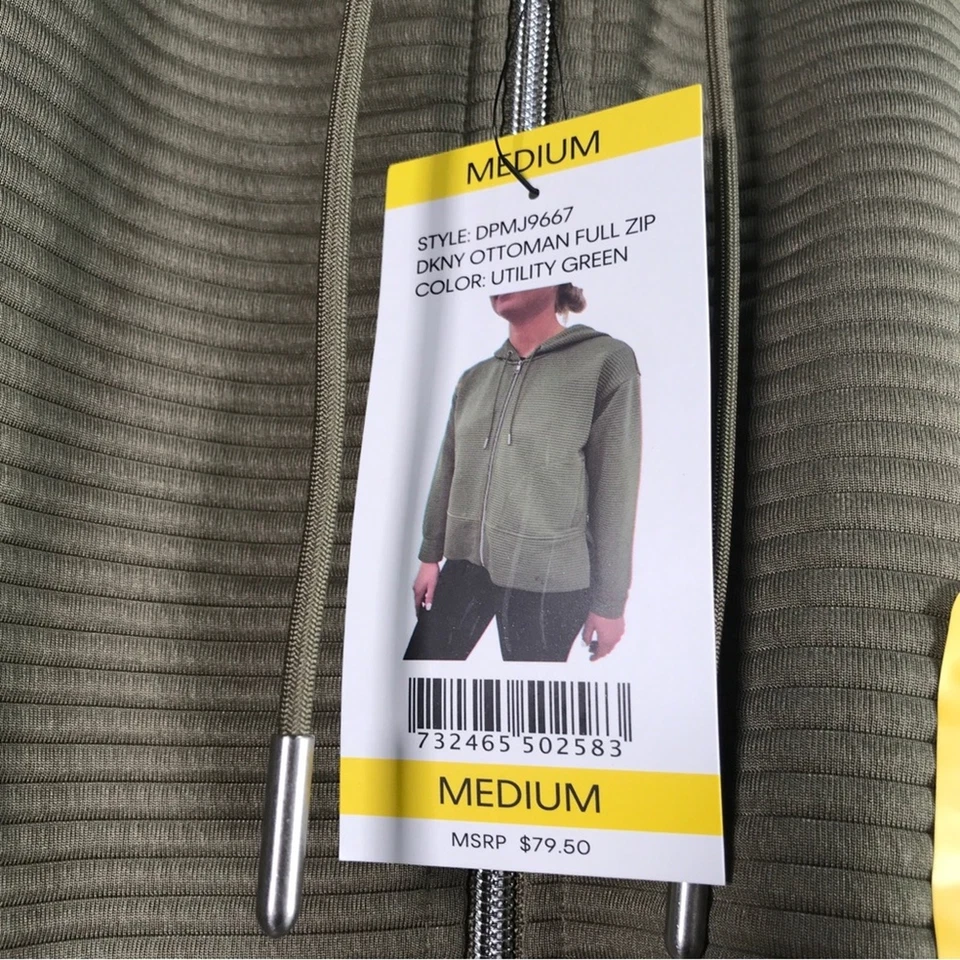 MEDIUM
STYLE: DPMJ9667
DKNY OTTOMAN FULL ZIP
COLOR: UTILITY GREEN
732465 502583
MEDIUM
MSRP $79.50